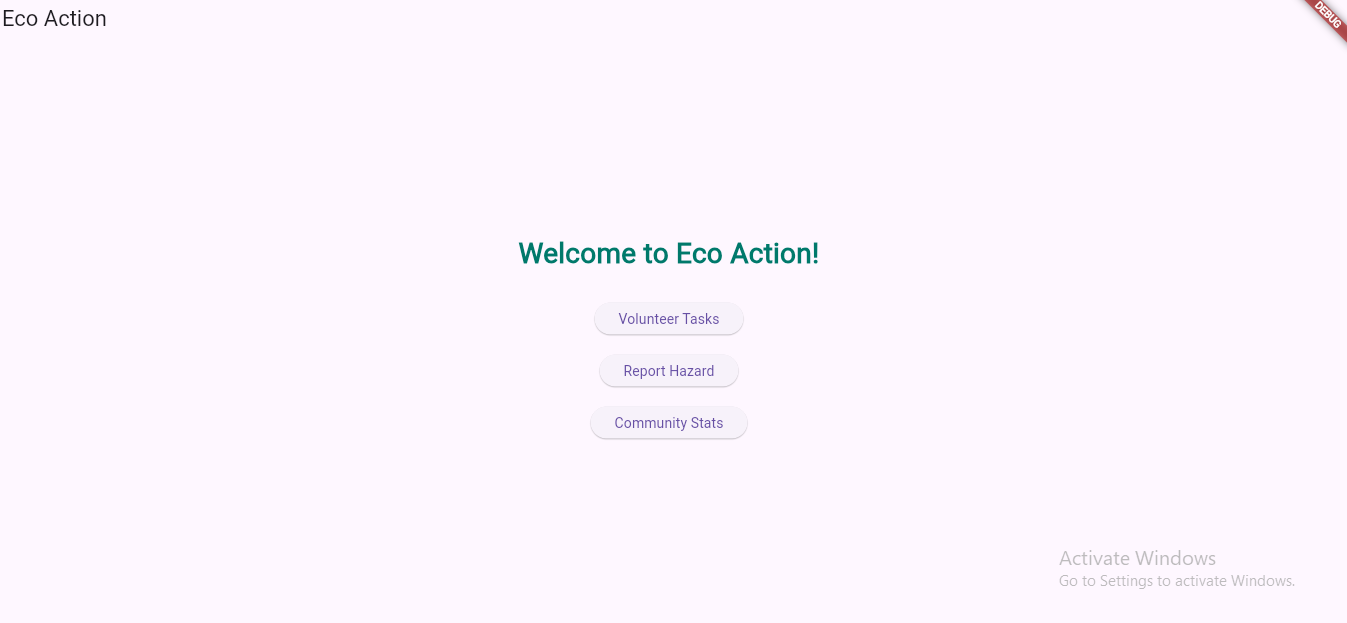 Eco Action
DEBUG
Welcome to Eco Action!
Volunteer Tasks
Report Hazard
Community Stats
Activate Windows
Go to Settings to activate Windows.